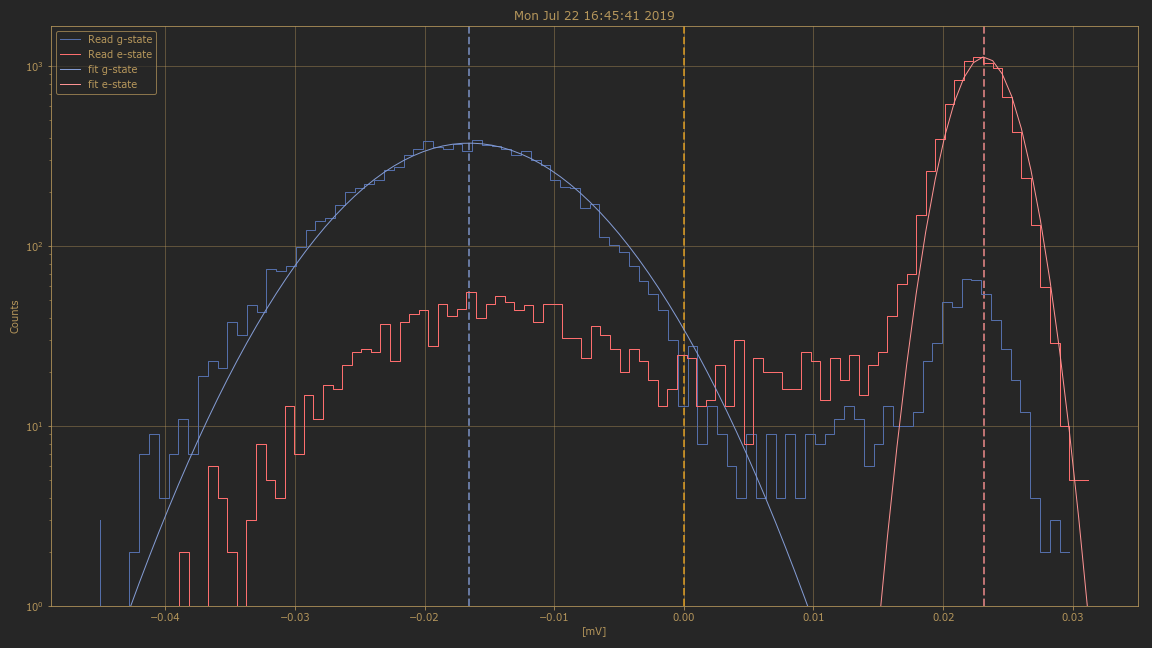 Mon Jul 22 16:45:41 2019
Read g-state
Read e-state
fit g-state
fit e-state
Counts
10³
10²
10¹
10⁰
−0.04
−0.03
−0.02
−0.01
0.00
0.01
0.02
0.03
[mV]